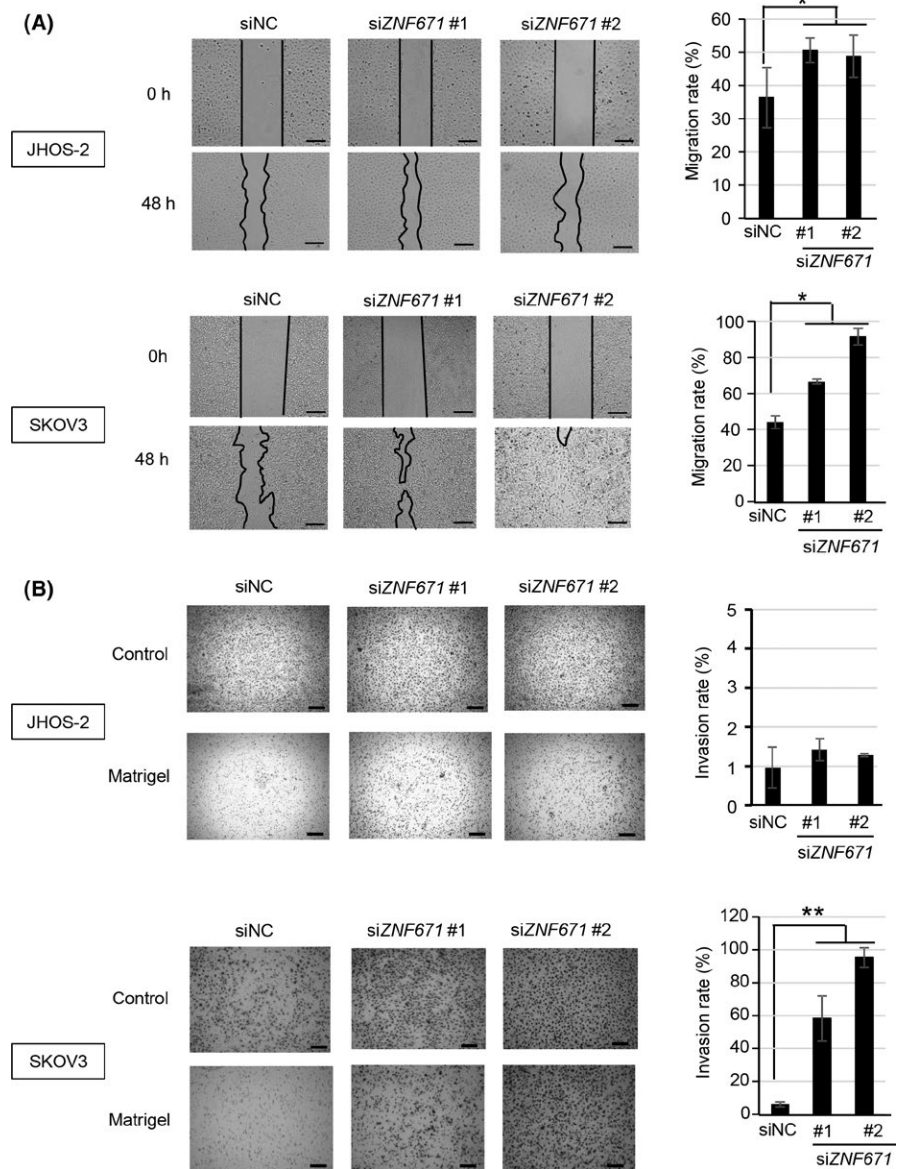 (A)
siNC siZNF671 #1 siZNF671 #2
0 h
JHOS-2
48 h
60
50
40
30
20
10
0
Migration rate (%)
*
siNC #1 #2
siZNF671
siNC siZNF671 #1 siZNF671 #2
0h
SKOV3
48 h
100
80
60
40
20
0
Migration rate (%)
*
siNC #1 #2
siZNF671
(B)
siNC siZNF671 #1 siZNF671 #2
Control
JHOS-2
Matrigel
5
4
3
2
1
0
Invasion rate (%)
siNC #1 #2
siZNF671
siNC siZNF671 #1 siZNF671 #2
Control
SKOV3
Matrigel
120
100
80
60
40
20
0
Invasion rate (%)
**
siNC #1 #2
siZNF671